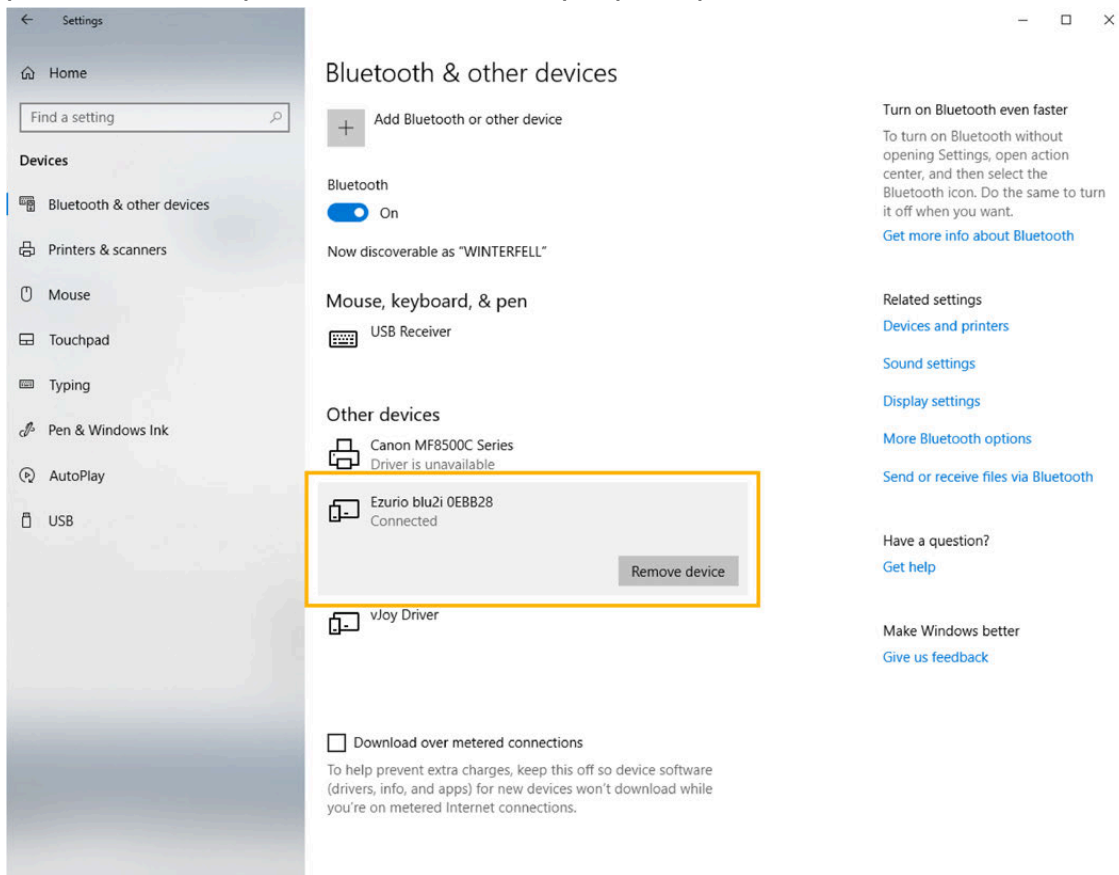 Settings
Home
Find a setting
Devices
Bluetooth & other devices
Printers & scanners
Mouse
Touchpad
Typing
Pen & Windows Ink
AutoPlay
USB
Bluetooth & other devices
Add Bluetooth or other device
Bluetooth
On
Now discoverable as “WINTERFELL”
Mouse, keyboard, & pen
USB Receiver
Other devices
Canon MF8500C Series
Driver is unavailable
Ezurio blu2i 0EBB28
Connected
Remove device
vJoy Driver
Download over metered connections
To help prevent extra charges, keep this off so device software
(drivers, info, and apps) for new devices won't download while
you're on metered Internet connections.
Turn on Bluetooth even faster
To turn on Bluetooth without
opening Settings, open action
center, and then select the
Bluetooth icon. Do the same to turn
it off when you want.
Get more info about Bluetooth
Related settings
Devices and printers
Sound settings
Display settings
More Bluetooth options
Send or receive files via Bluetooth
Have a question?
Get help
Make Windows better
Give us feedback